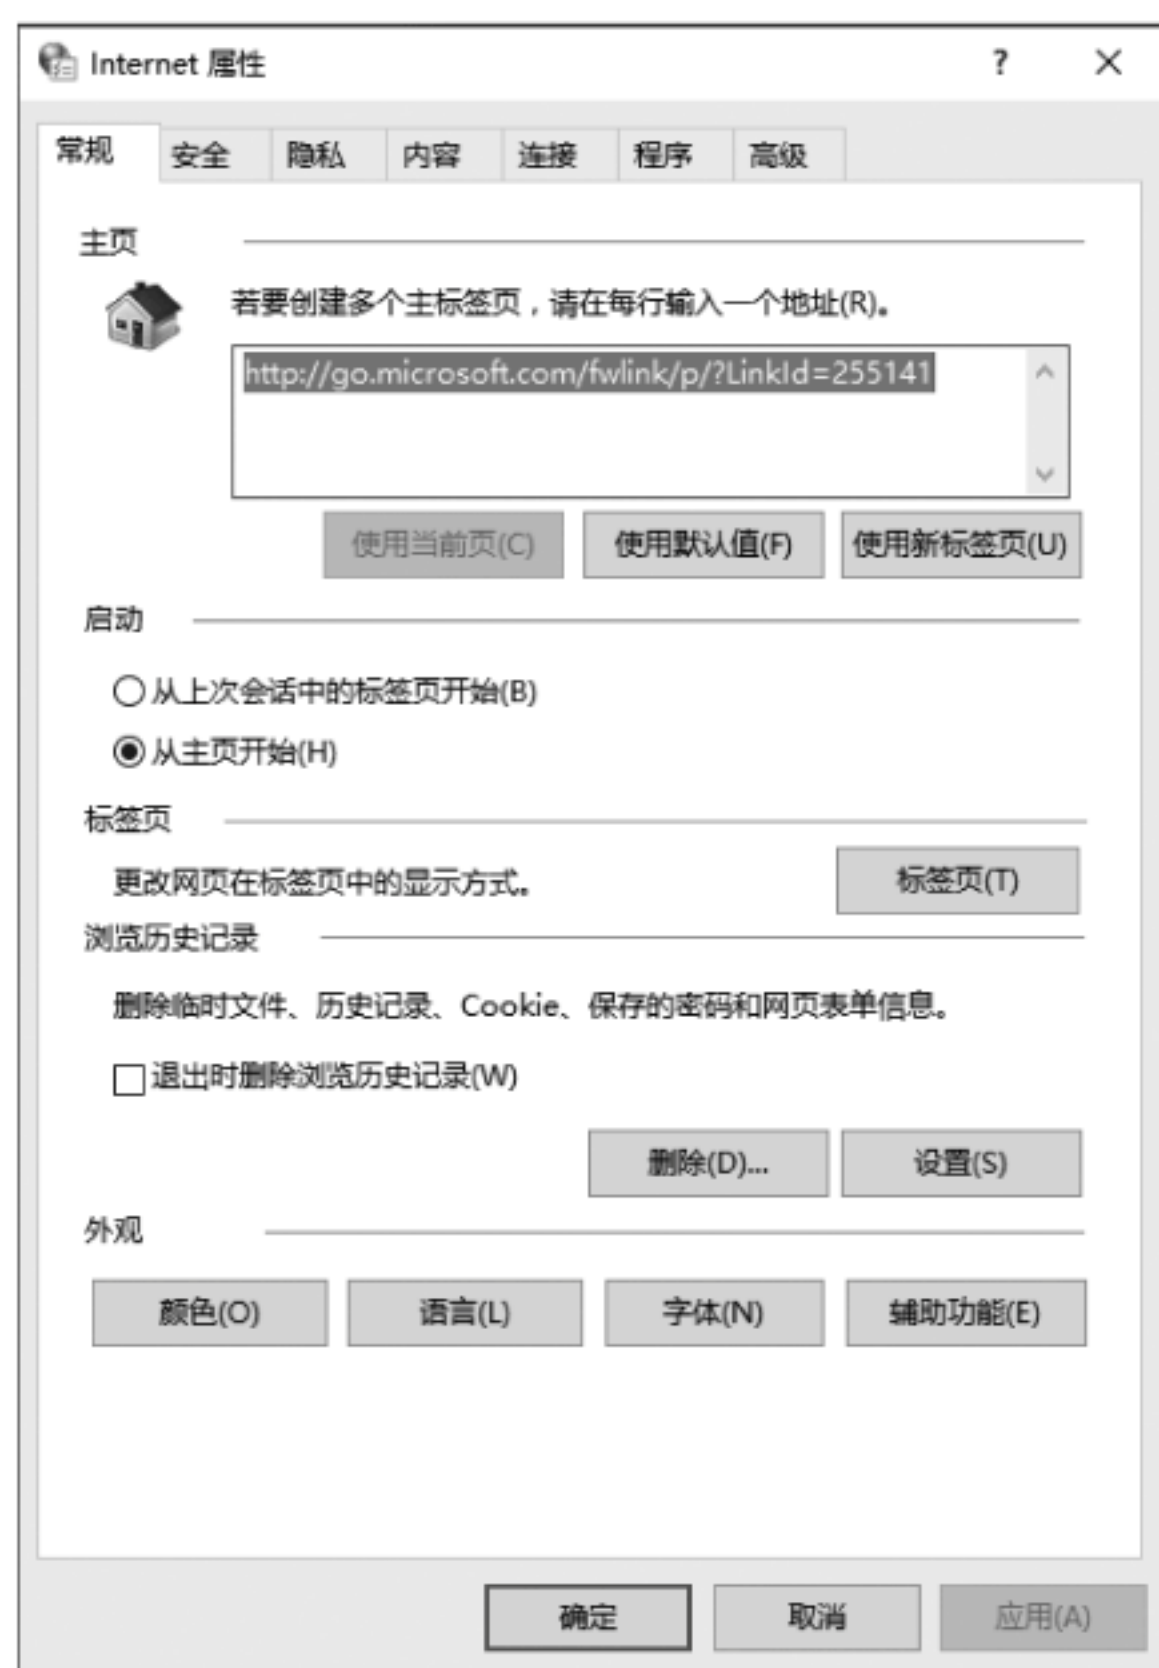 Internet 属性
?
常规 安全 隐私 内容 连接 程序 高级
主页
若要创建多个主标签页，请在每行输入一个地址(R)。
http://go.microsoft.com/fwlink/p/?LinkId=255141
使用当前页(C) 使用默认值(F) 使用新标签页(U)
启动
从上次会话中的标签页开始(B)
从主页开始(H)
标签页
更改网页在标签页中的显示方式。 标签页(T)
浏览历史记录
删除临时文件、历史记录、Cookie、保存的密码和网页表单信息。
退出时删除浏览历史记录(W)
删除(D)... 设置(S)
外观
颜色(O) 语言(L) 字体(N) 辅助功能(E)
确定 取消 应用(A)